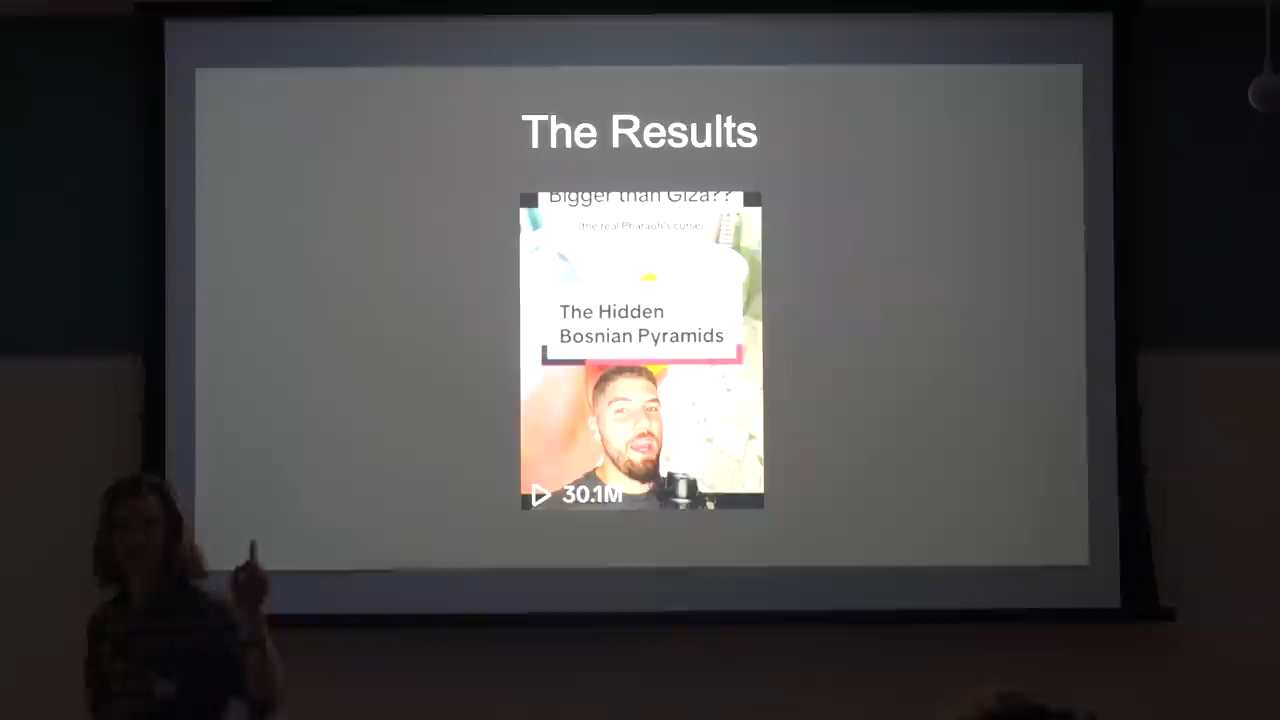 The Results
Bigger than Giza??
(the real Pharaoh's curse)
The Hidden
Bosnian Pyramids
30.1M